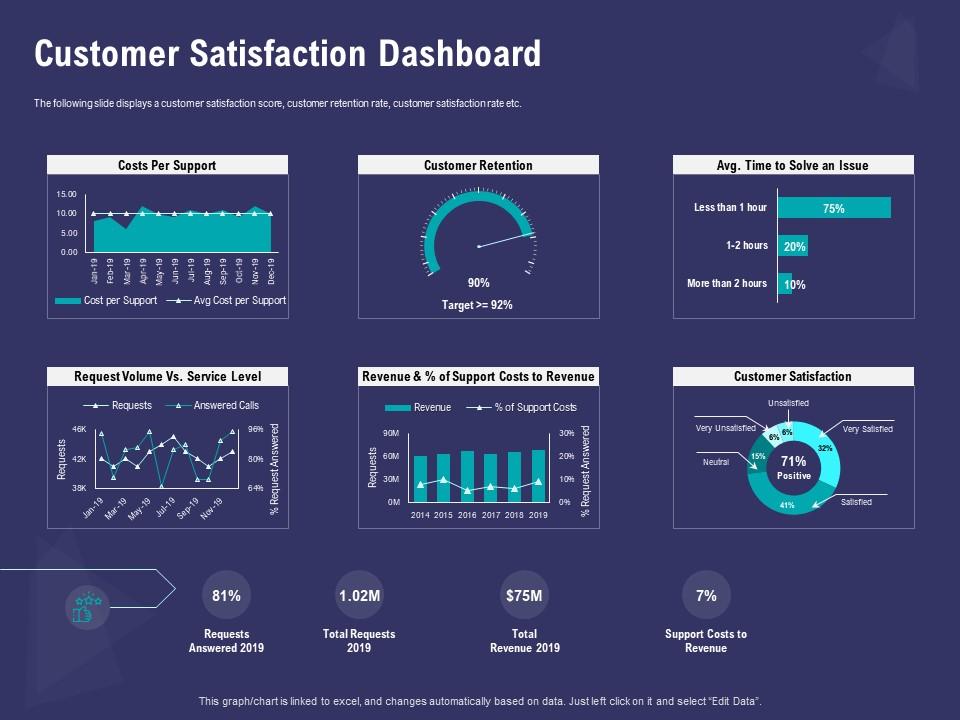 Customer Satisfaction Dashboard
The following slide displays a customer satisfaction score, customer retention rate, customer satisfaction rate etc.
Costs Per Support
15.00
10.00
5.00
0.00
Jan-19
Feb-19
Mar-19
Apr-19
May-19
Jun-19
Jul-19
Aug-19
Sep-19
Oct-19
Nov-19
Dec-19
Cost per Support
Avg Cost per Support
Customer Retention
90%
Target >= 92%
Avg. Time to Solve an Issue
Less than 1 hour
75%
1-2 hours
20%
More than 2 hours
10%
Request Volume Vs. Service Level
Requests
Answered Calls
Requests
46K
42K
38K
96%
80%
64%
% Request Answered
Jan-19
Mar-19
May-19
Jul-19
Sep-19
Nov-19
Revenue & % of Support Costs to Revenue
Revenue
% of Support Costs
Requests
90M
60M
30M
0M
30%
20%
10%
0%
% Request Answered
2014 2015 2016 2017 2018 2019
Customer Satisfaction
Unsatisfied
Very Unsatisfied
Very Satisfied
Neutral
Satisfied
6%
6%
32%
15%
41%
71%
Positive
81%
Requests
Answered 2019
1.02M
Total Requests
2019
$75M
Total
Revenue 2019
7%
Support Costs to
Revenue
This graph/chart is linked to excel, and changes automatically based on data. Just left click on it and select “Edit Data”.